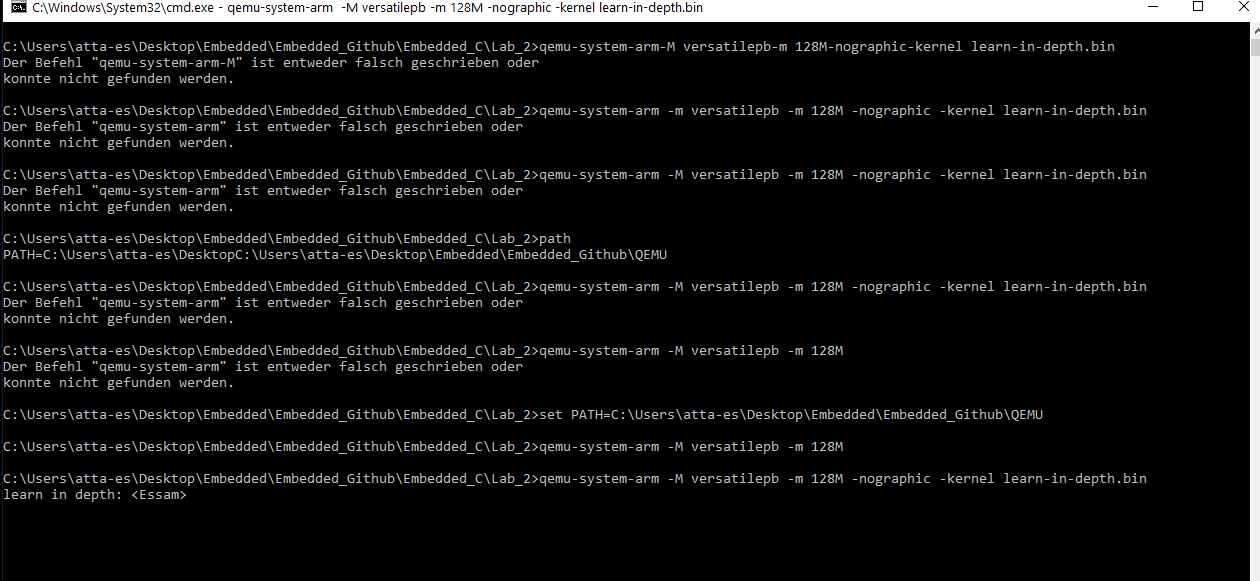 C:\Windows\System32\cmd.exe - qemu-system-arm  -M versatilepb -m 128M -nographic -kernel learn-in-depth.bin
C:\Users\atta-es\Desktop\Embedded\Embedded_Github\Embedded_C\Lab_2>qemu-system-arm-M versatilepb-m 128M-nographic-kernel learn-in-depth.bin
Der Befehl "qemu-system-arm-M" ist entweder falsch geschrieben oder
konnte nicht gefunden werden.
C:\Users\atta-es\Desktop\Embedded\Embedded_Github\Embedded_C\Lab_2>qemu-system-arm -m versatilepb -m 128M -nographic -kernel learn-in-depth.bin
Der Befehl "qemu-system-arm" ist entweder falsch geschrieben oder
konnte nicht gefunden werden.
C:\Users\atta-es\Desktop\Embedded\Embedded_Github\Embedded_C\Lab_2>qemu-system-arm -M versatilepb -m 128M -nographic -kernel learn-in-depth.bin
Der Befehl "qemu-system-arm" ist entweder falsch geschrieben oder
konnte nicht gefunden werden.
C:\Users\atta-es\Desktop\Embedded\Embedded_Github\Embedded_C\Lab_2>path
PATH=C:\Users\atta-es\DesktopC:\Users\atta-es\Desktop\Embedded\Embedded_Github\QEMU
C:\Users\atta-es\Desktop\Embedded\Embedded_Github\Embedded_C\Lab_2>qemu-system-arm -M versatilepb -m 128M -nographic -kernel learn-in-depth.bin
Der Befehl "qemu-system-arm" ist entweder falsch geschrieben oder
konnte nicht gefunden werden.
C:\Users\atta-es\Desktop\Embedded\Embedded_Github\Embedded_C\Lab_2>qemu-system-arm -M versatilepb -m 128M
Der Befehl "qemu-system-arm" ist entweder falsch geschrieben oder
konnte nicht gefunden werden.
C:\Users\atta-es\Desktop\Embedded\Embedded_Github\Embedded_C\Lab_2>set PATH=C:\Users\atta-es\Desktop\Embedded\Embedded_Github\QEMU
C:\Users\atta-es\Desktop\Embedded\Embedded_Github\Embedded_C\Lab_2>qemu-system-arm -M versatilepb -m 128M
C:\Users\atta-es\Desktop\Embedded\Embedded_Github\Embedded_C\Lab_2>qemu-system-arm -M versatilepb -m 128M -nographic -kernel learn-in-depth.bin
learn in depth: <Essam>